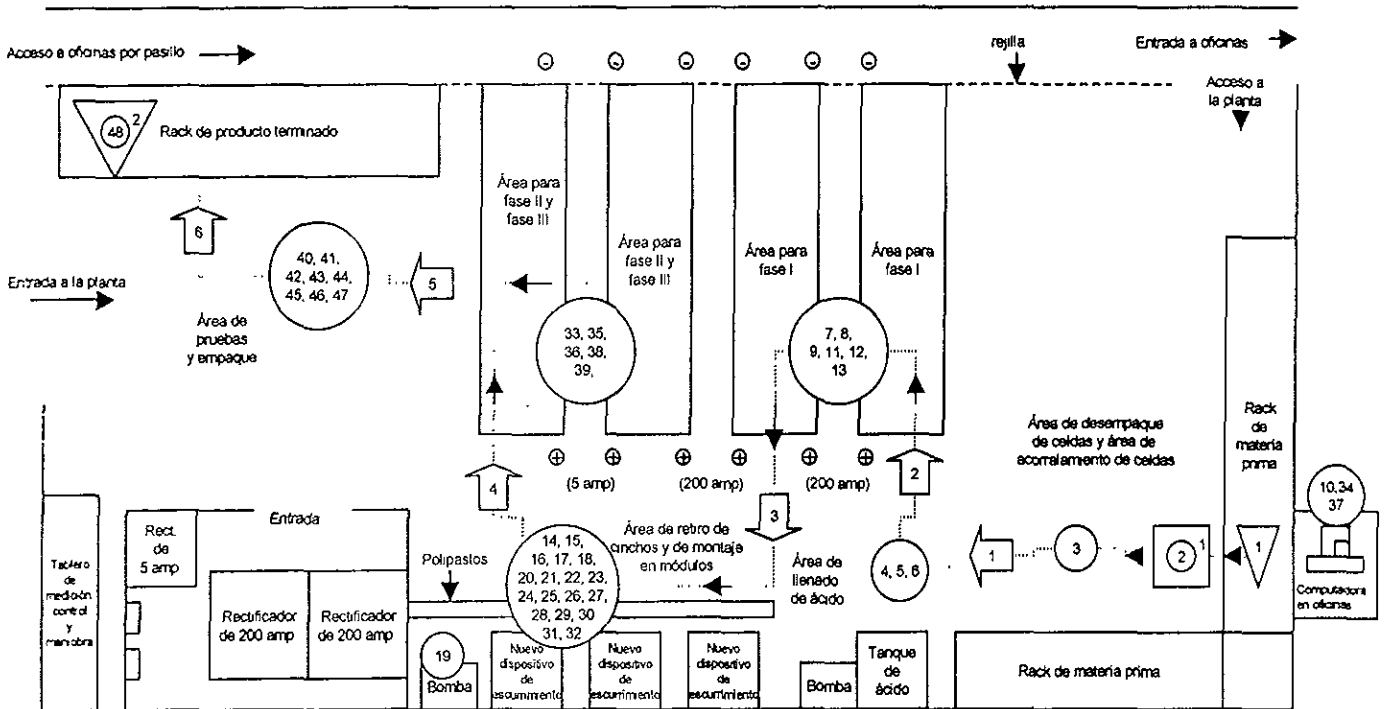 Acceso a oficinas por pasillo
rejilla
Entrada a oficinas
Acceso a
la planta
48
2
Rack de producto terminado
Área para
fase II y
fase III
Área para
fase II y
fase III
Área para
fase I
Área para
fase I
6
40, 41,
42, 43, 44,
45, 46, 47
5
Entrada a la planta
Área de
pruebas
y empaque
33, 35,
36, 38,
39,
7, 8,
9, 11, 12,
13
Área de desempaque
de celdas y área de
acorralamiento de celdas
Rack
de
materia
prima
4
(5 amp)
(200 amp)
(200 amp)
2
3
10,34
37
Computadora
en oficinas
1
3
2
1
1
Tablero
de
medición
control
y
maniobra
Rect.
de
5 amp
Entrada
Rectificador
de 200 amp
Rectificador
de 200 amp
Polipastos
14, 15,
16, 17, 18,
20, 21, 22, 23,
24, 25, 26, 27,
28, 29, 30
31, 32
Área de retiro de
cinchos y de montaje
en módulos
Área de
llenado
de ácido
4, 5, 6
19
Bomba
Nuevo
dispositivo
de
escurrimiento
Nuevo
dispositivo
de
escurrimiento
Nuevo
dispositivo
de
escurrimiento
Bomba
Tanque
de
ácido
Rack de materia prima